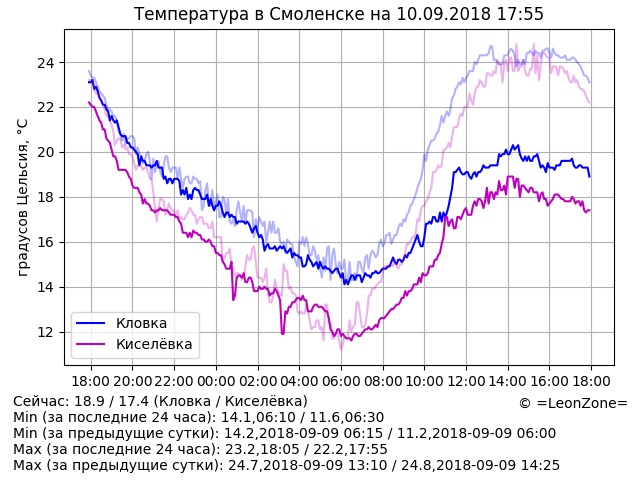 Температура в Смоленске на 10.09.2018 17:55
градусов Цельсия, °C
24
22
20
18
16
14
12
Кловка
Киселёвка
18:00 20:00 22:00 00:00 02:00 04:00 06:00 08:00 10:00 12:00 14:00 16:00 18:00
Сейчас: 18.9 / 17.4 (Кловка / Киселёвка)
© =LeonZone=
Min (за последние 24 часа): 14.1,06:10 / 11.6,06:30
Min (за предыдущие сутки): 14.2,2018-09-09 06:15 / 11.2,2018-09-09 06:00
Max (за последние 24 часа): 23.2,18:05 / 22.2,17:55
Max (за предыдущие сутки): 24.7,2018-09-09 13:10 / 24.8,2018-09-09 14:25